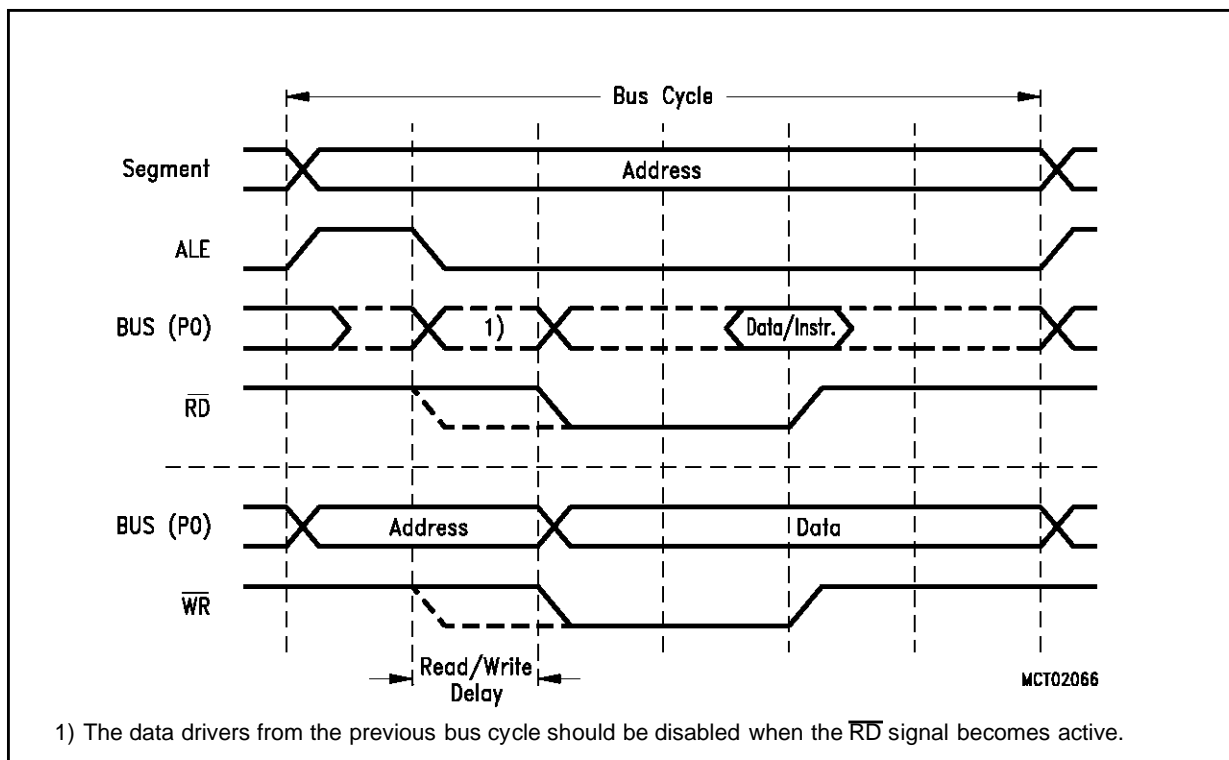 Bus Cycle
Segment
Address
ALE
BUS (P0)
1)
Data/Instr.
RD
BUS (P0)
Address
Data
WR
Read/Write
Delay
MCT02066
1) The data drivers from the previous bus cycle should be disabled when the RD signal becomes active.